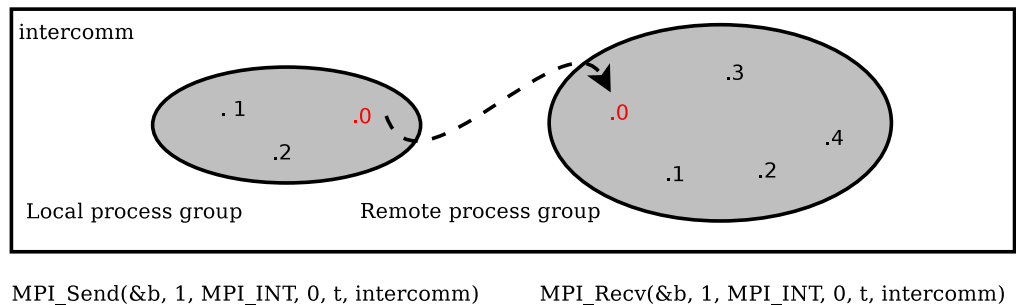 intercomm
.3
. 1
.0
.0
.4
.2
.1
.2
Local process group
Remote process group
MPI_Send(&b, 1, MPI_INT, 0, t, intercomm)
MPI_Recv(&b, 1, MPI_INT, 0, t, intercomm)